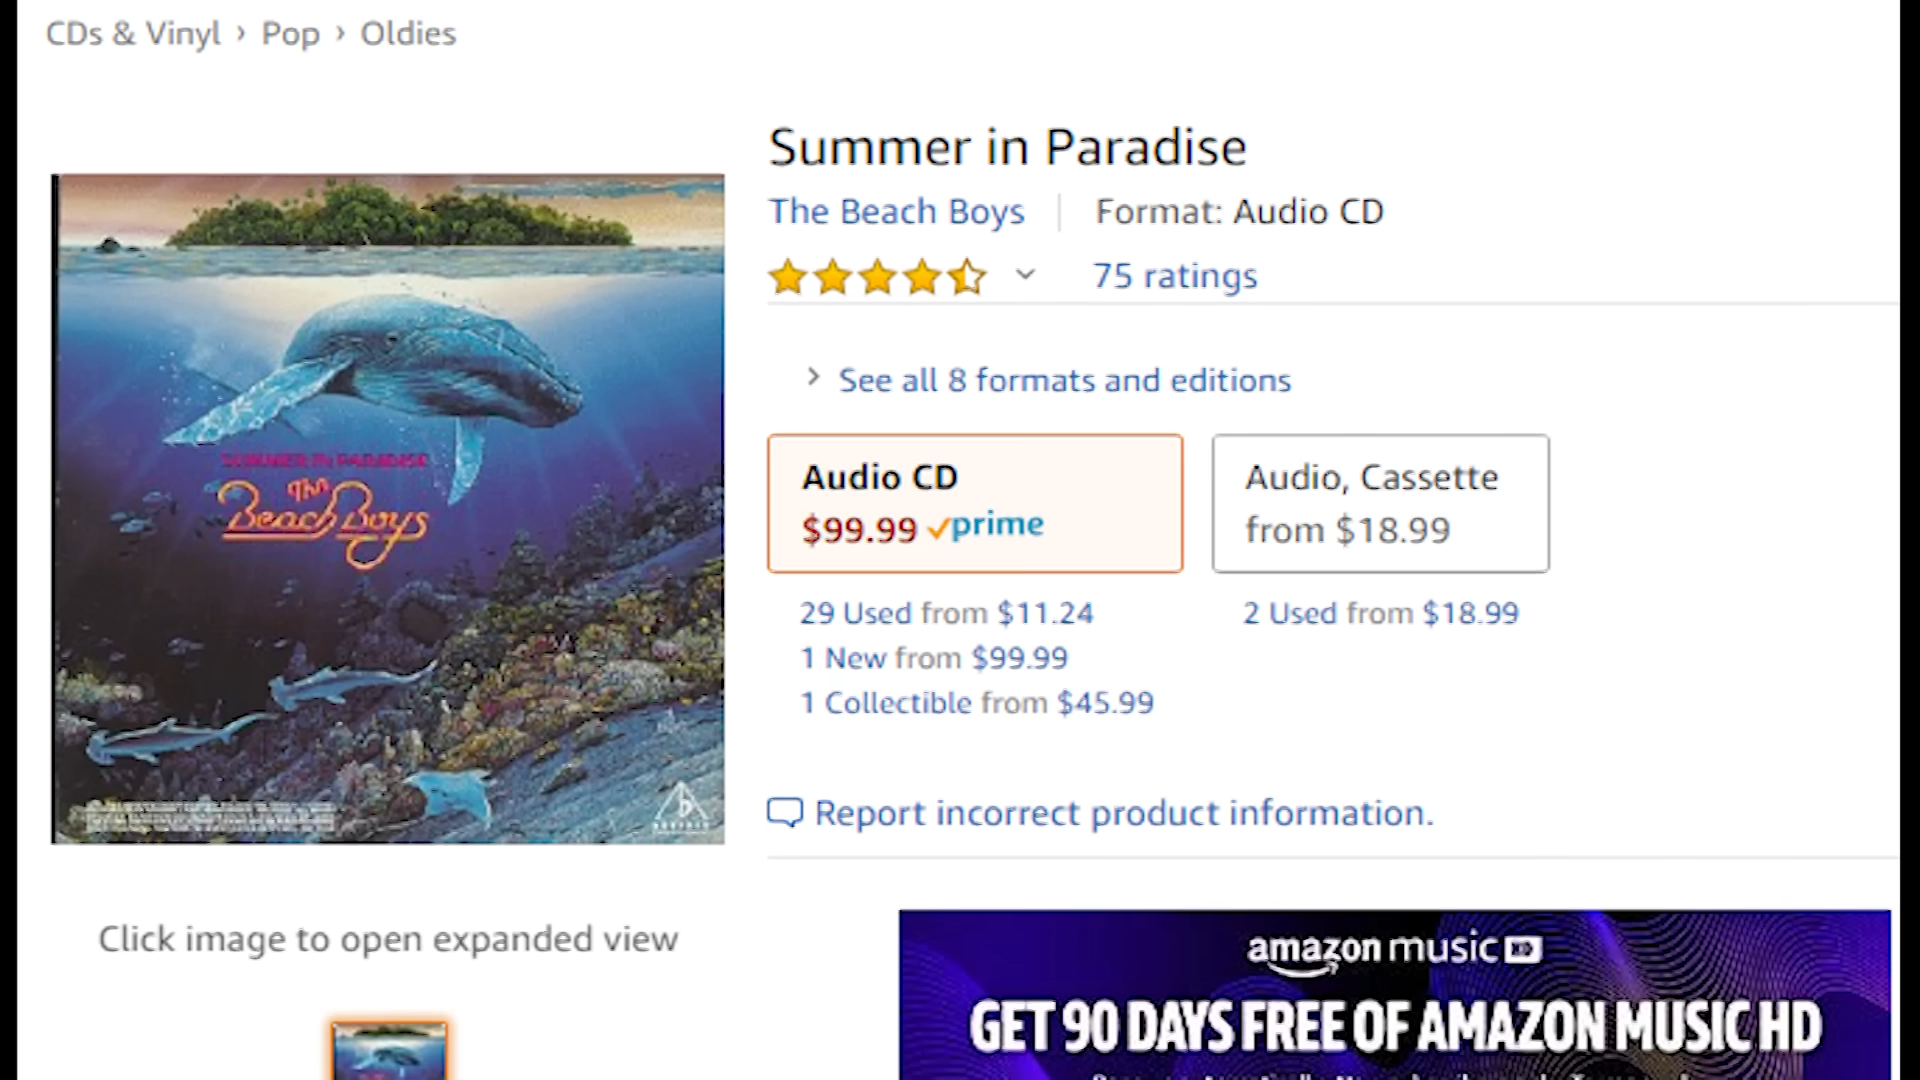 CDs & Vinyl › Pop › Oldies
Summer in Paradise
The Beach Boys | Format: Audio CD
75 ratings
See all 8 formats and editions
Audio CD
$99.99 prime
29 Used from $11.24
1 New from $99.99
1 Collectible from $45.99
Audio, Cassette
from $18.99
2 Used from $18.99
Report incorrect product information.
SUMMER IN PARADISE
The
Beach Boys
Click image to open expanded view
amazon music HD
GET 90 DAYS FREE OF AMAZON MUSIC HD